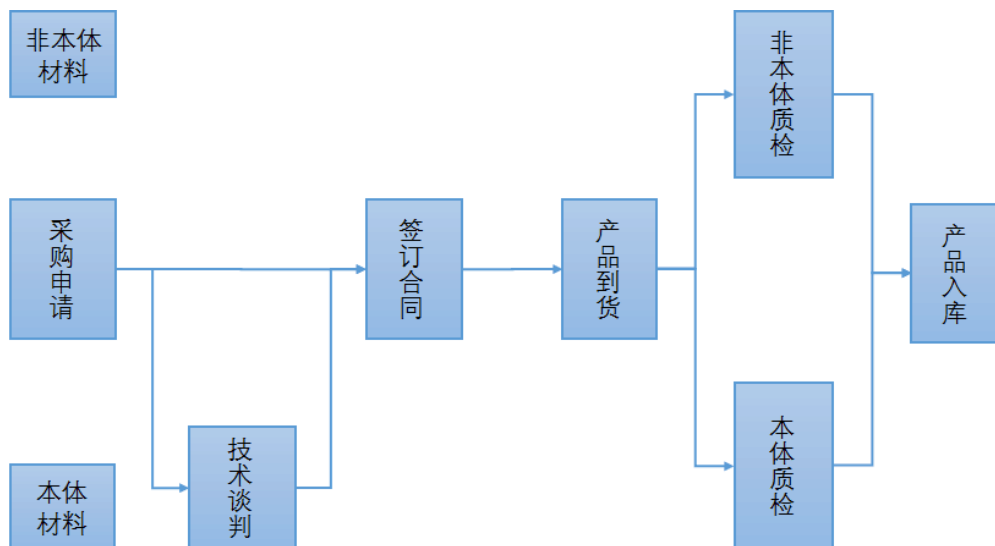 非本体
材料
非本体质检
采购申请
签订合同
产品到货
产品入库
技术谈判
本体质检
本体
材料